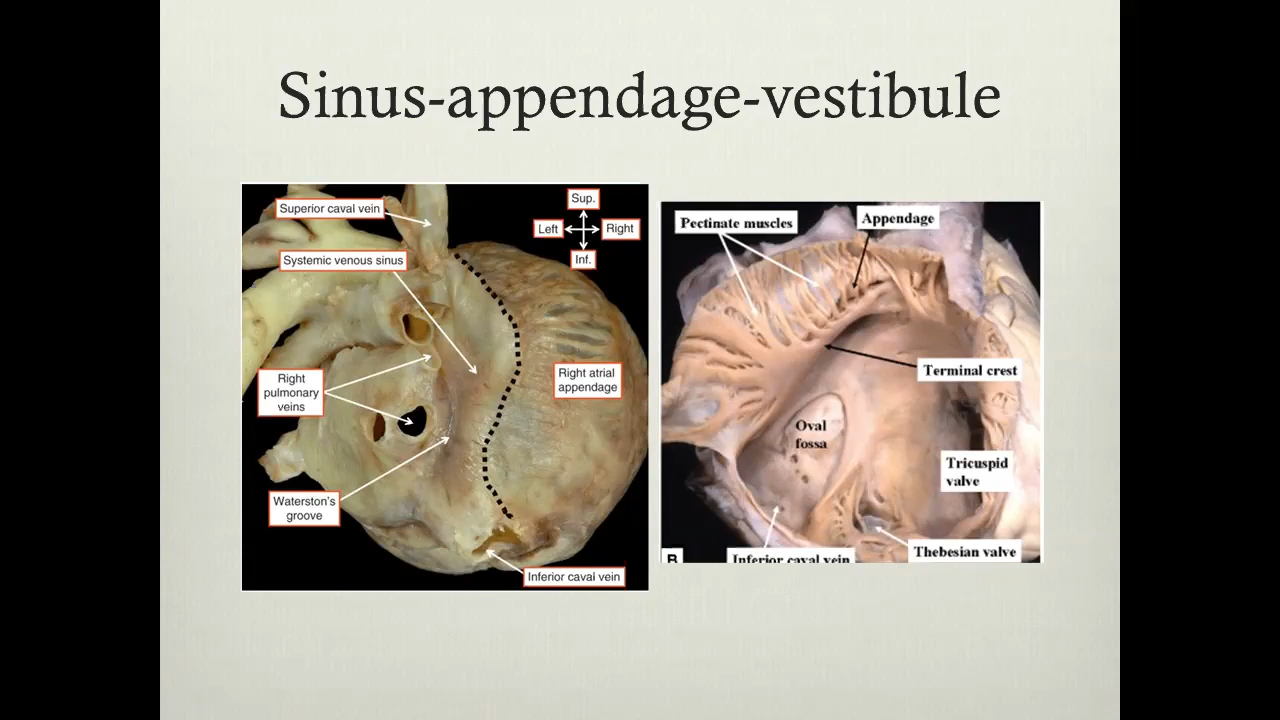 Sinus-appendage-vestibule
Superior caval vein
Systemic venous sinus
Sup.
Left
Right
Inf.
Right
pulmonary
veins
Right atrial
appendage
Waterston's
groove
Inferior caval vein
Pectinate muscles
Appendage
Terminal crest
Oval
fossa
Tricuspid
valve
Thebesian valve
Inferior caval vein
B